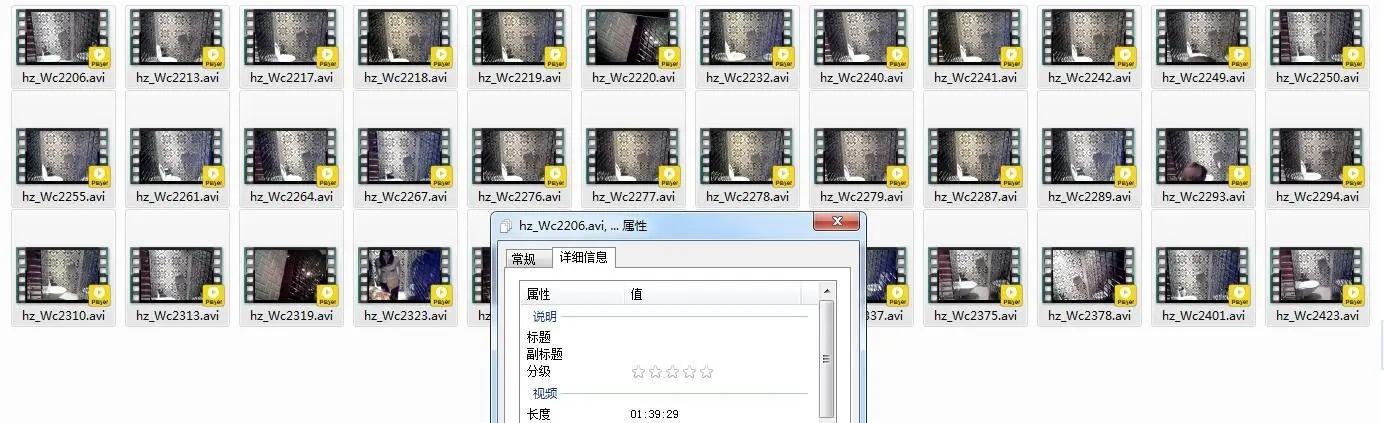 hz_Wc2206.avi hz_Wc2213.avi hz_Wc2217.avi hz_Wc2218.avi hz_Wc2219.avi hz_Wc2220.avi hz_Wc2232.avi hz_Wc2240.avi hz_Wc2241.avi hz_Wc2242.avi hz_Wc2249.avi hz_Wc2250.avi
hz_Wc2255.avi hz_Wc2261.avi hz_Wc2264.avi hz_Wc2267.avi hz_Wc2276.avi hz_Wc2277.avi hz_Wc2278.avi hz_Wc2279.avi hz_Wc2287.avi hz_Wc2289.avi hz_Wc2293.avi hz_Wc2294.avi
hz_Wc2310.avi hz_Wc2313.avi hz_Wc2319.avi hz_Wc2323.avi 337.avi hz_Wc2375.avi hz_Wc2378.avi hz_Wc2401.avi hz_Wc2423.avi
hz_Wc2206.avi, ... 属性
常规 详细信息
属性 值
说明
标题
副标题
分级
视频
长度 01:39:29